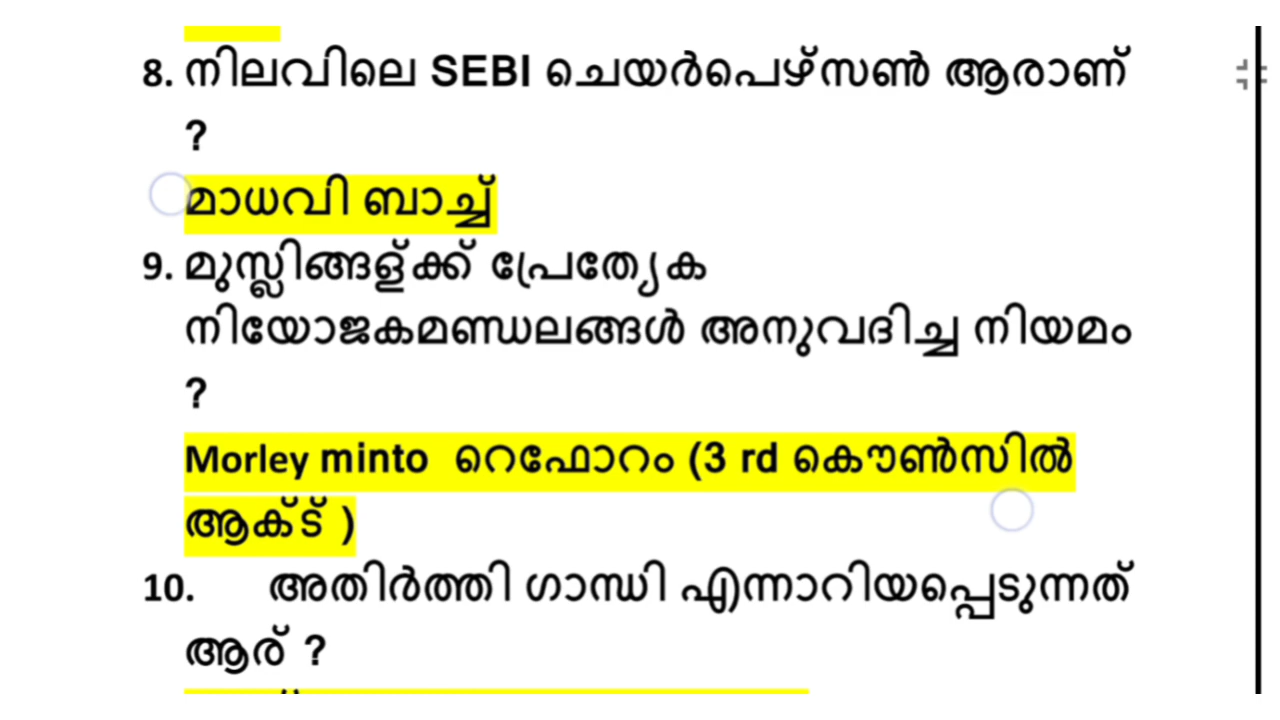 8. നിലവിലെ SEBI ചെയർപെഴ്സൺ ആരാണ്
?
മാധവി ബാച്ച്
9. മുസ്ലിങ്ങള്ക്ക് പ്രേത്യേക
നിയോജകമണ്ഡലങ്ങൾ അനുവദിച്ച നിയമം
?
Morley minto റെഫോറം (3 rd കൌൺസിൽ
ആക്ട് )
10. അതിർത്തി ഗാന്ധി എന്നാറിയപ്പെടുന്നത്
ആര് ?